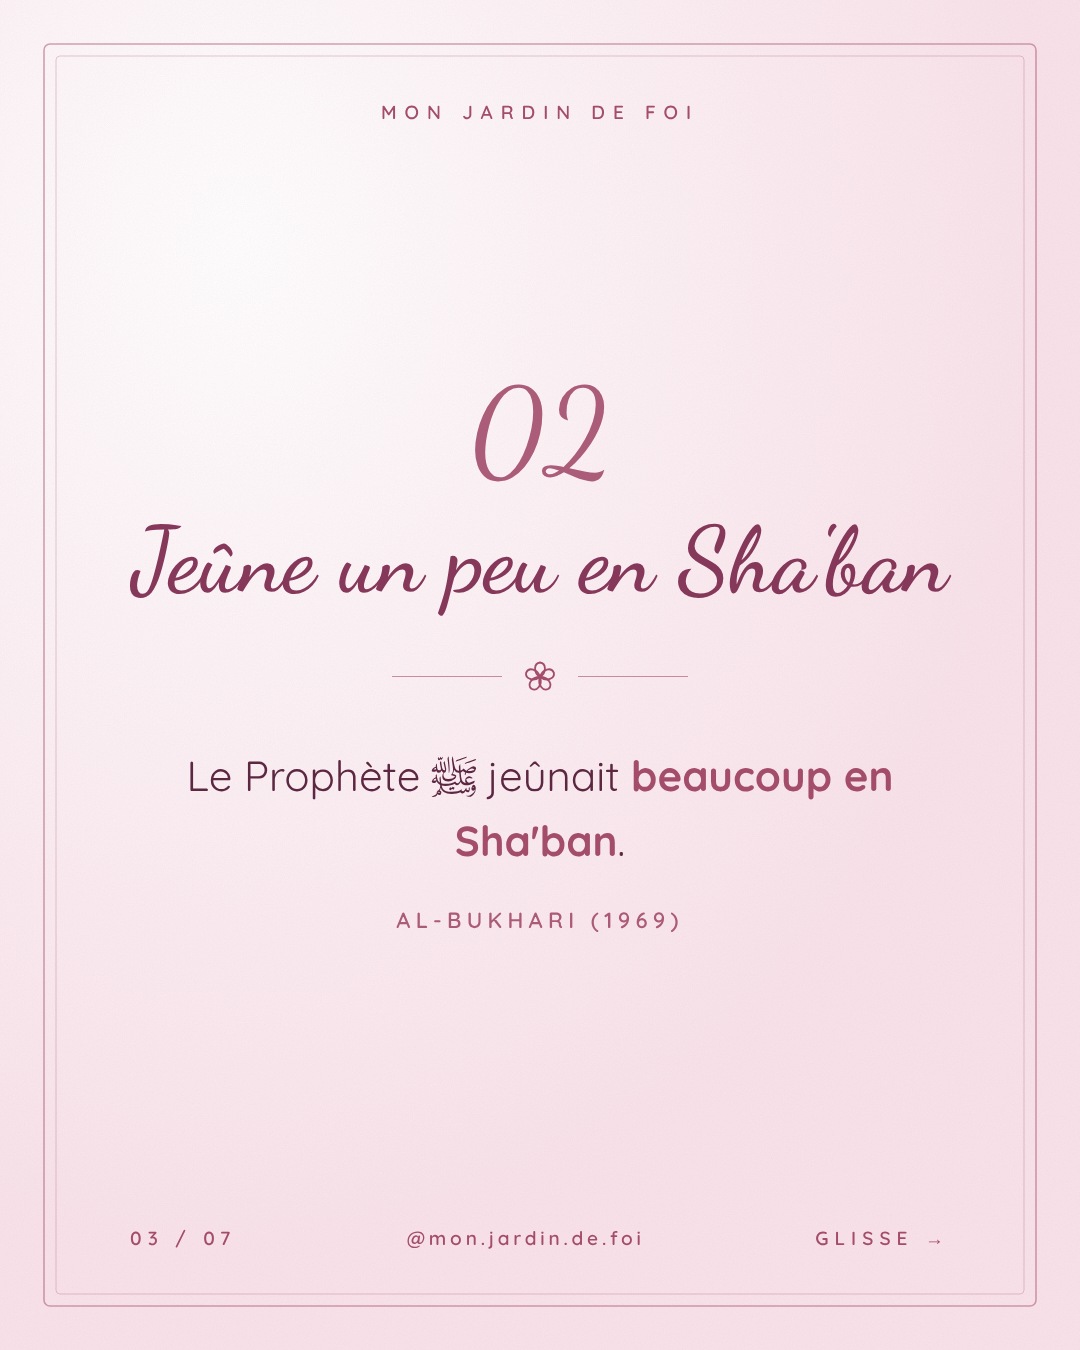 MON JARDIN DE FOI
02
Jeûne un peu en Sha'ban
Le Prophète ﷺ jeûnait beaucoup en
Sha'ban.
AL-BUKHARI (1969)
03 / 07
@mon.jardin.de.foi
GLISSE →